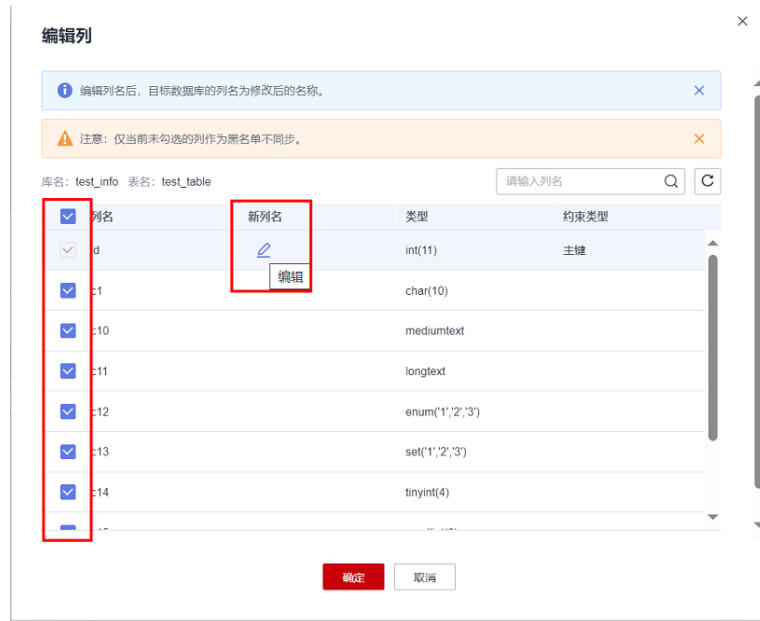 编辑列
编辑列名后，目标数据库的列名为修改后的名称。
注意：仅当前未勾选的列作为黑名单不同步。
库名：test_info 表名：test_table 请输入列名
列名 新列名 类型 约束类型
d int(11) 主键
编辑
c1 char(10)
c10 mediumtext
c11 longtext
c12 enum('1','2','3')
c13 set('1','2','3')
c14 tinyint(4)
确定 取消